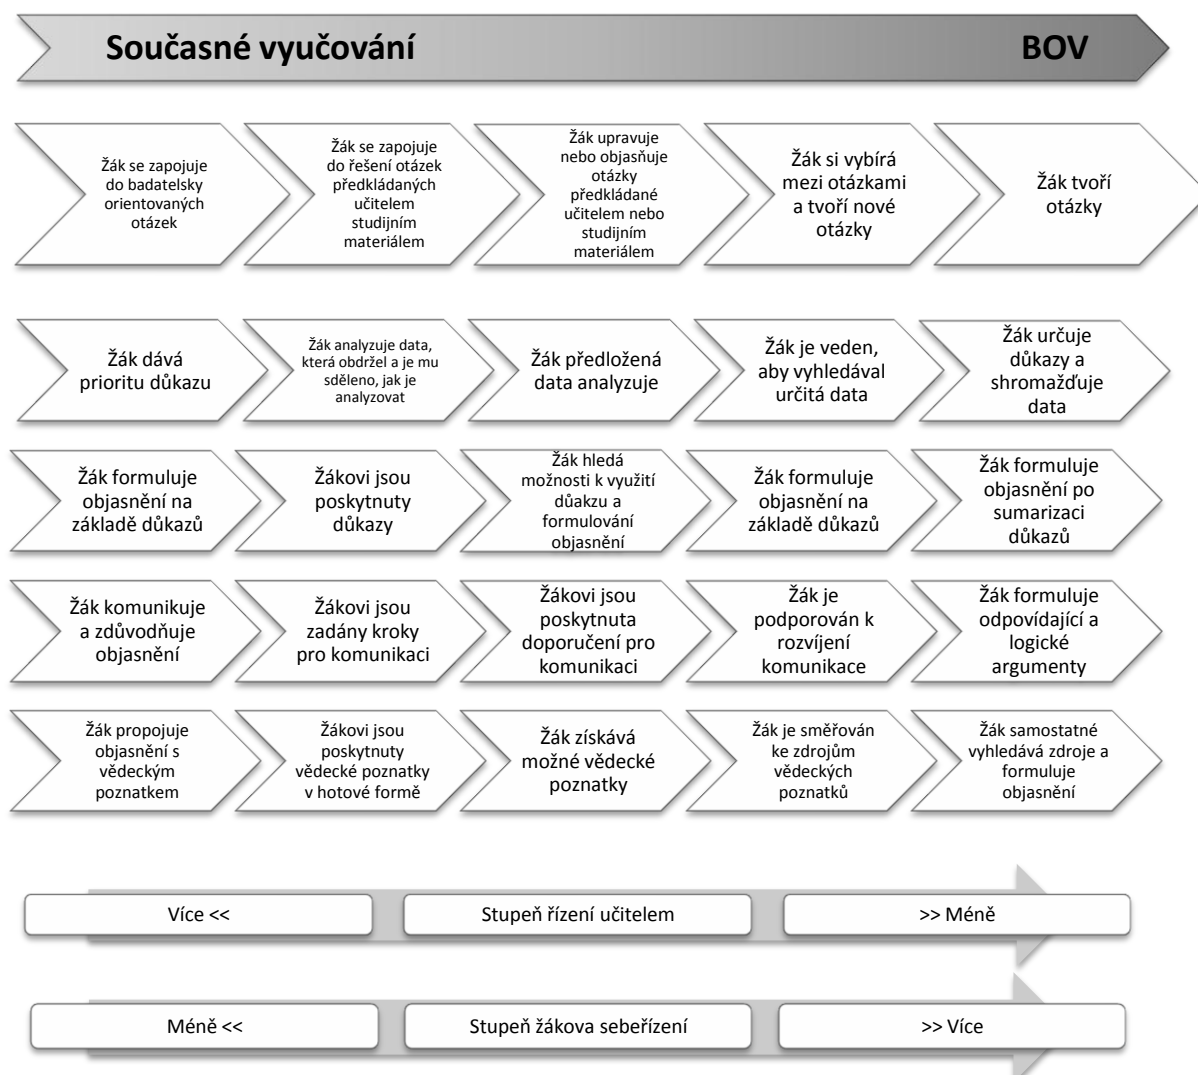 Současné vyučování BOV
Žák se zapojuje
do badatelsky
orientovaných
otázek
Žák se zapojuje
do řešení otázek
předkládaných
učitelem
studijním
materiálem
Žák upravuje
nebo objasňuje
otázky
předkládané
učitelem nebo
studijním
materiálem
Žák si vybírá
mezi otázkami
a tvoří nové
otázky
Žák tvoří
otázky
Žák dává
prioritu důkazu
Žák analyzuje data,
která obdržel a je mu
sděleno, jak je
analyzovat
Žák předložená
data analyzuje
Žák je veden,
aby vyhledával
určitá data
Žák určuje
důkazy a
shromažďuje
data
Žák formuluje
objasnění na
základě důkazů
Žákovi jsou
poskytnuty
důkazy
Žák hledá
možnosti k využití
důakzu a
formulování
objasnění
Žák formuluje
objasnění na
základě důkazů
Žák formuluje
objasnění po
sumarizaci
důkazů
Žák komunikuje
a zdůvodňuje
objasnění
Žákovi jsou
zadány kroky
pro komunikaci
Žákovi jsou
poskytnuta
doporučení pro
komunikaci
Žák je
podporován k
rozvíjení
komunikace
Žák formuluje
odpovídající a
logické
argumenty
Žák propojuje
objasnění s
vědeckým
poznatkem
Žákovi jsou
poskytnuty
vědecké poznatky
v hotové formě
Žák získává
možné vědecké
poznatky
Žák je směřován
ke zdrojům
vědeckých
poznatků
Žák samostatné
vyhledává zdroje a
formuluje
objasnění
Více <<
Stupeň řízení učitelem
>> Méně
Méně <<
Stupeň žákova sebeřízení
>> Více